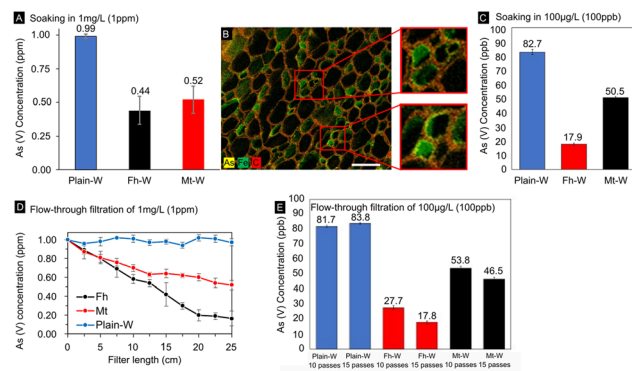 A Soaking in 1mg/L (1ppm)
As (V) Concentration (ppm)
1.00
0.75
0.50
0.25
0.00
0.99
0.44
0.52
Plain-W
Fh-W
Mt-W
B
As Fe C
C Soaking in 100µg/L (100ppb)
As (V) Concentration (ppb)
100
90
80
70
60
50
40
30
20
10
0
82.7
17.9
50.5
Plain-W
Fh-W
Mt-W
D Flow-through filtration of 1mg/L (1ppm)
As (V) concentration (ppm)
1.00
0.80
0.60
0.40
0.20
0.00
Fh
Mt
Plain-W
0 5 10 15 20 25
Filter length (cm)
E Flow-through filtration of 100µg/L (100ppb)
As (V) Concentration (ppb)
90
80
70
60
50
40
30
20
10
0
81.7
83.8
27.7
17.8
53.8
46.5
Plain-W Plain-W Fh-W Fh-W Mt-W Mt-W
10 passes 15 passes 10 passes 15 passes 10 passes 15 passes